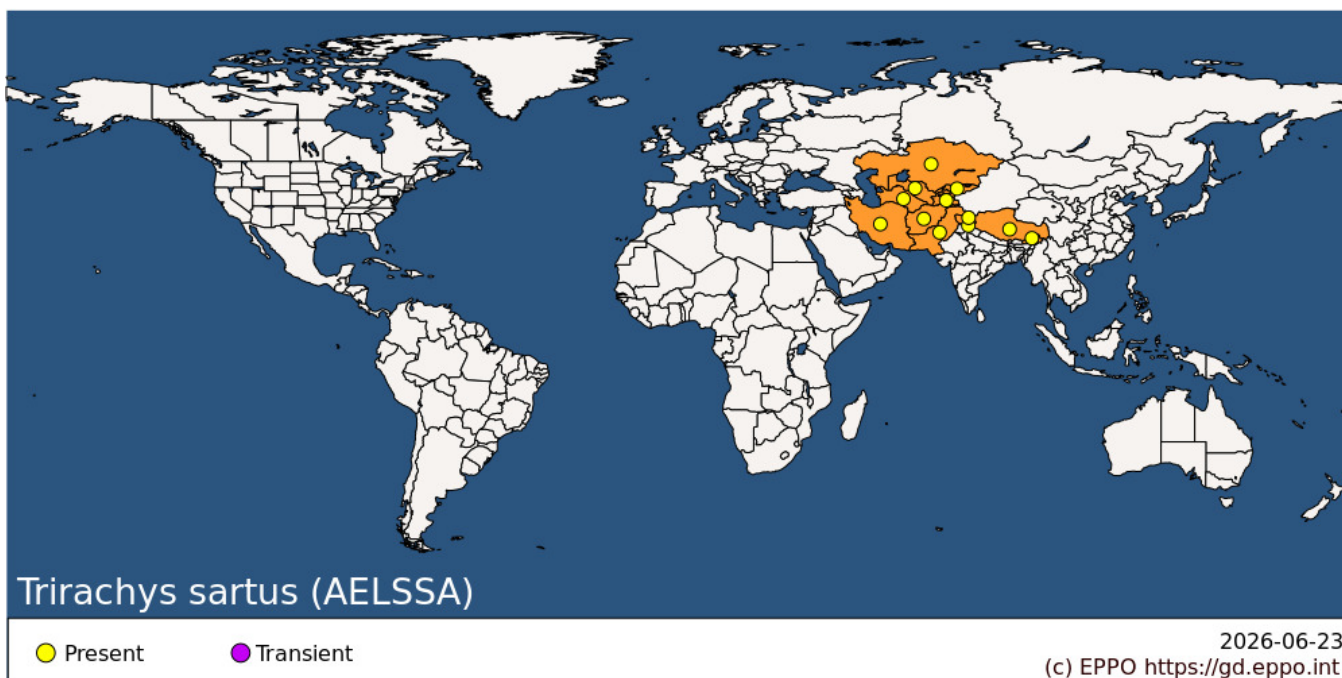 Trirachys sartus (AELSSA)
Present
Transient
2026-06-23
(c) EPPO https://gd.eppo.int